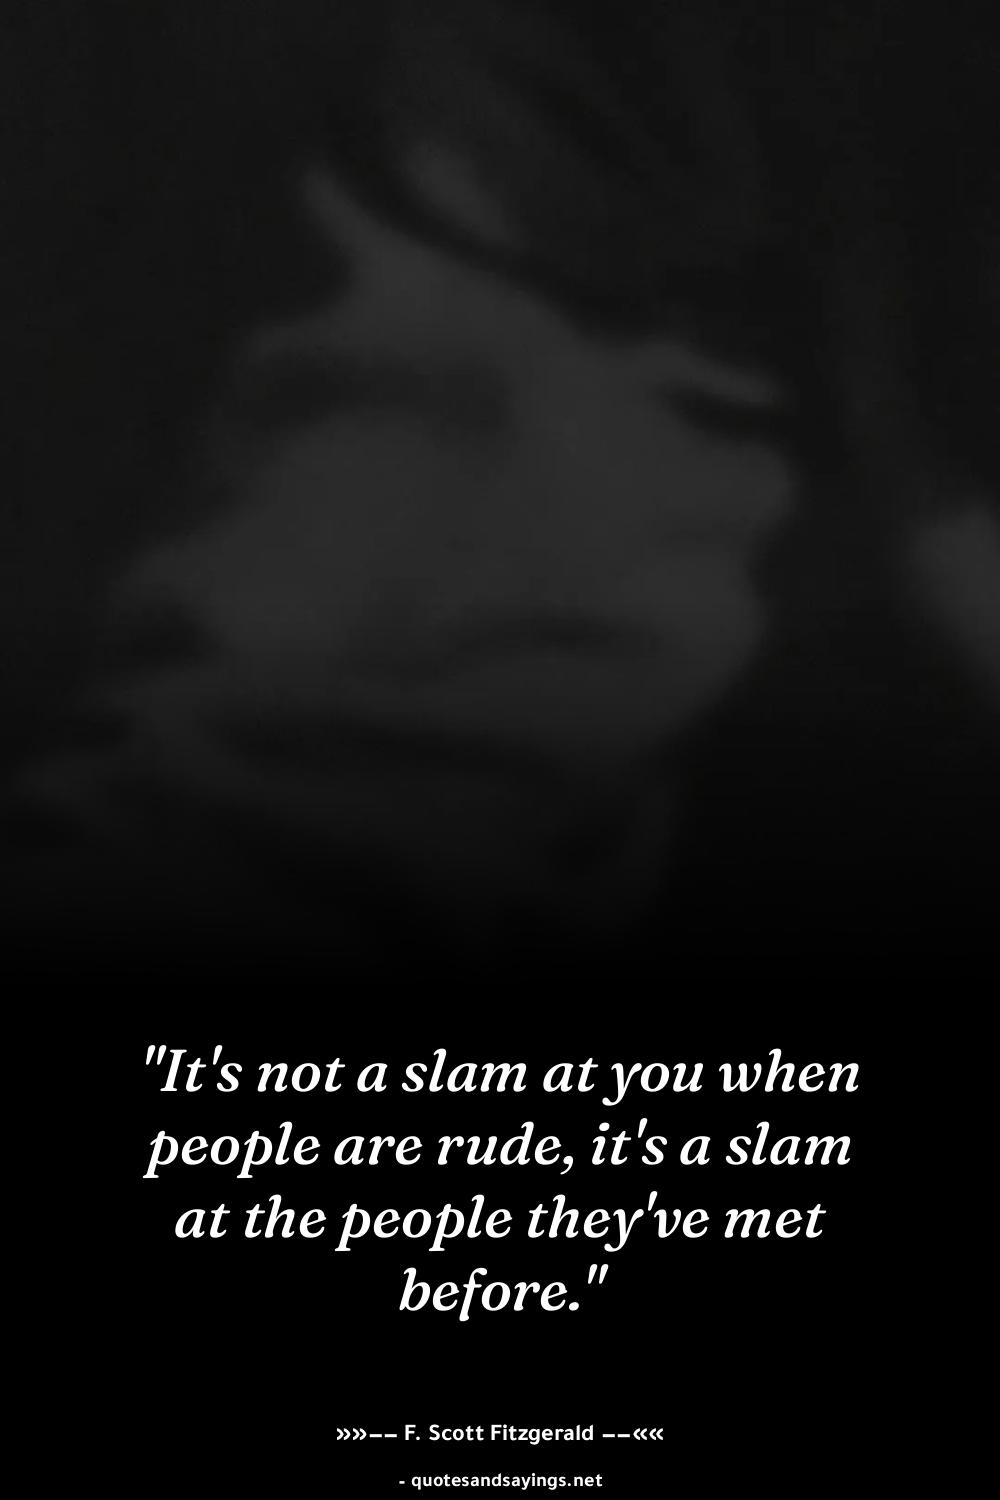 "It's not a slam at you when
people are rude, it's a slam
at the people they've met
before."
»»−− F. Scott Fitzgerald −−««
- quotesandsayings.net